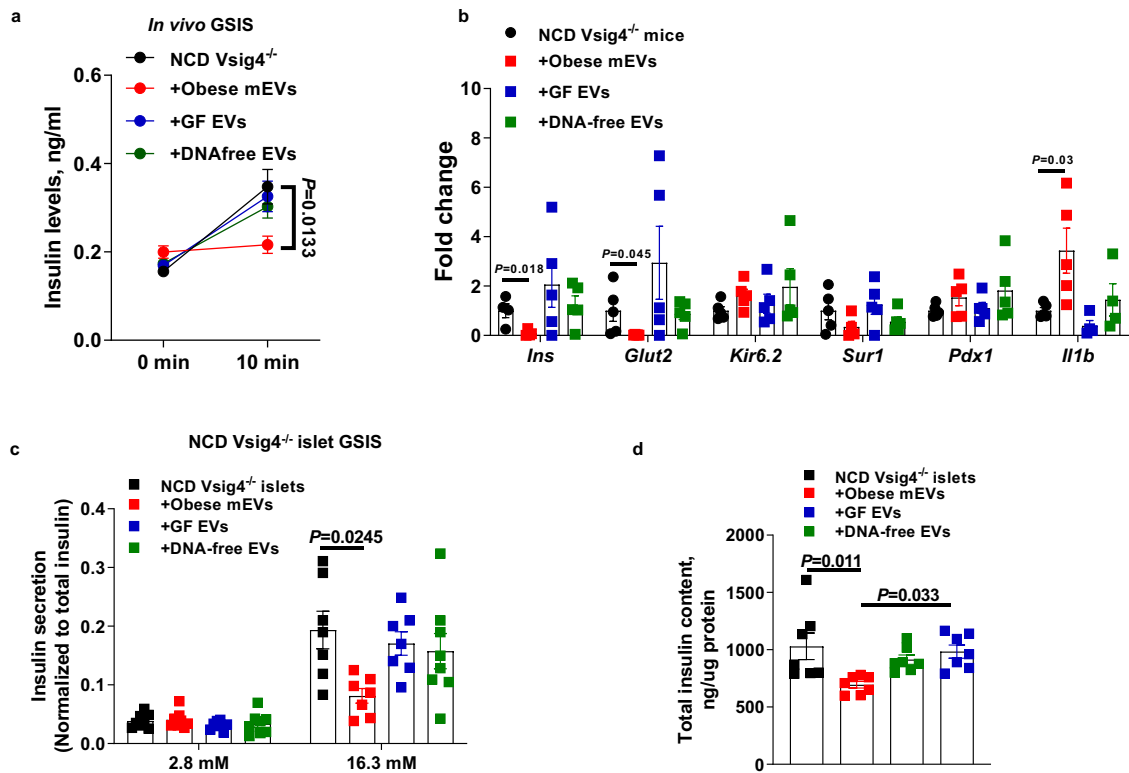 a
In vivo GSIS
NCD Vsig4-/-
+Obese mEVs
+GF EVs
+DNAfree EVs
Insulin levels, ng/ml
0.6
0.4
0.2
0.0
0 min
10 min
P=0.0133
b
NCD Vsig4-/- mice
+Obese mEVs
+GF EVs
+DNA-free EVs
Fold change
10
8
6
4
2
0
P=0.018
P=0.045
P=0.03
Ins
Glut2
Kir6.2
Sur1
Pdx1
Il1b
c
NCD Vsig4-/- islet GSIS
NCD Vsig4-/- islets
+Obese mEVs
+GF EVs
+DNA-free EVs
Insulin secretion
(Normalized to total insulin)
0.4
0.3
0.2
0.1
0.0
P=0.0245
2.8 mM
16.3 mM
d
NCD Vsig4-/- islets
+Obese mEVs
+GF EVs
+DNA-free EVs
Total insulin content,
ng/ug protein
2000
1500
1000
500
0
P=0.011
P=0.033